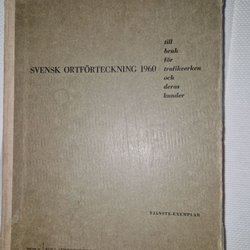 till
bruk
för
SVENSK ORTFÖRTECKNING 1960 trafikverken
och
deras
kunder
TJÄNSTE-EXEMPLAR